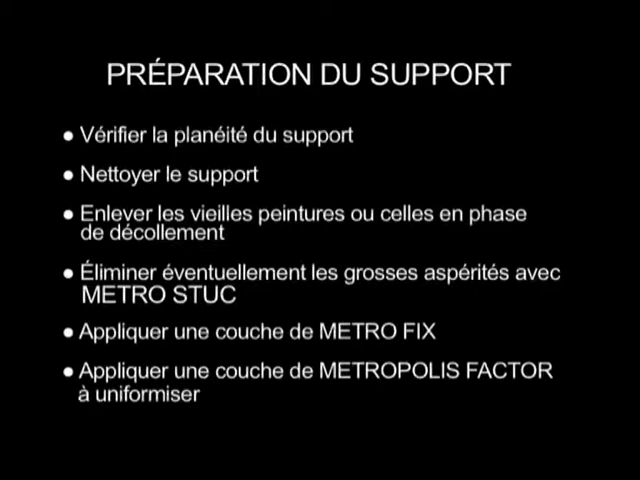 PRÉPARATION DU SUPPORT
● Vérifier la planéité du support
● Nettoyer le support
● Enlever les vieilles peintures ou celles en phase
de décollement
● Éliminer éventuellement les grosses aspérités avec
METRO STUC
● Appliquer une couche de METRO FIX
● Appliquer une couche de METROPOLIS FACTOR
à uniformiser